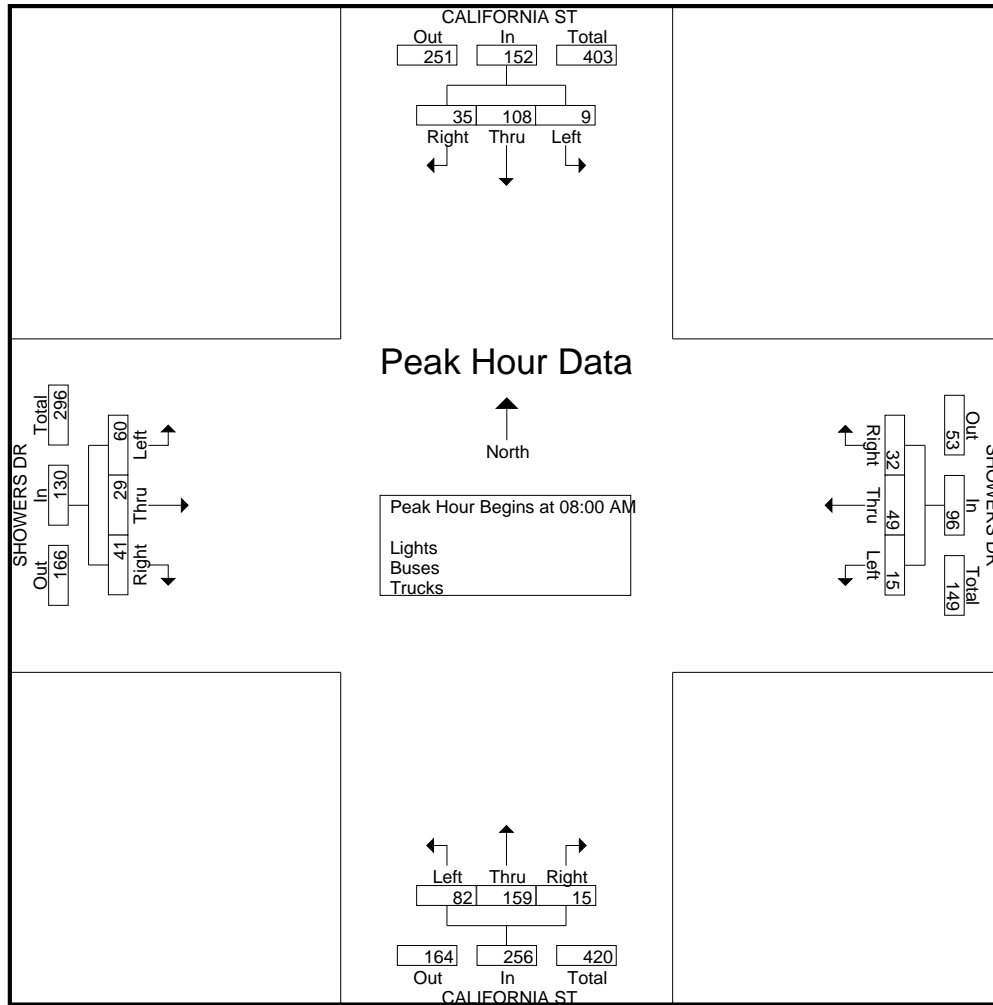 CALIFORNIA ST
Out In Total
251 152 403
35 108 9
Right Thru Left
Peak Hour Data
North
Peak Hour Begins at 08:00 AM
Lights
Buses
Trucks
SHOWERS DR
Out In Total
166 130 296
Left Thru Right
60 29 41
SHOWERS DR
Out In Total
53 96 149
Right Thru Left
32 49 15
Left Thru Right
82 159 15
164 256 420
Out In Total
CALIFORNIA ST